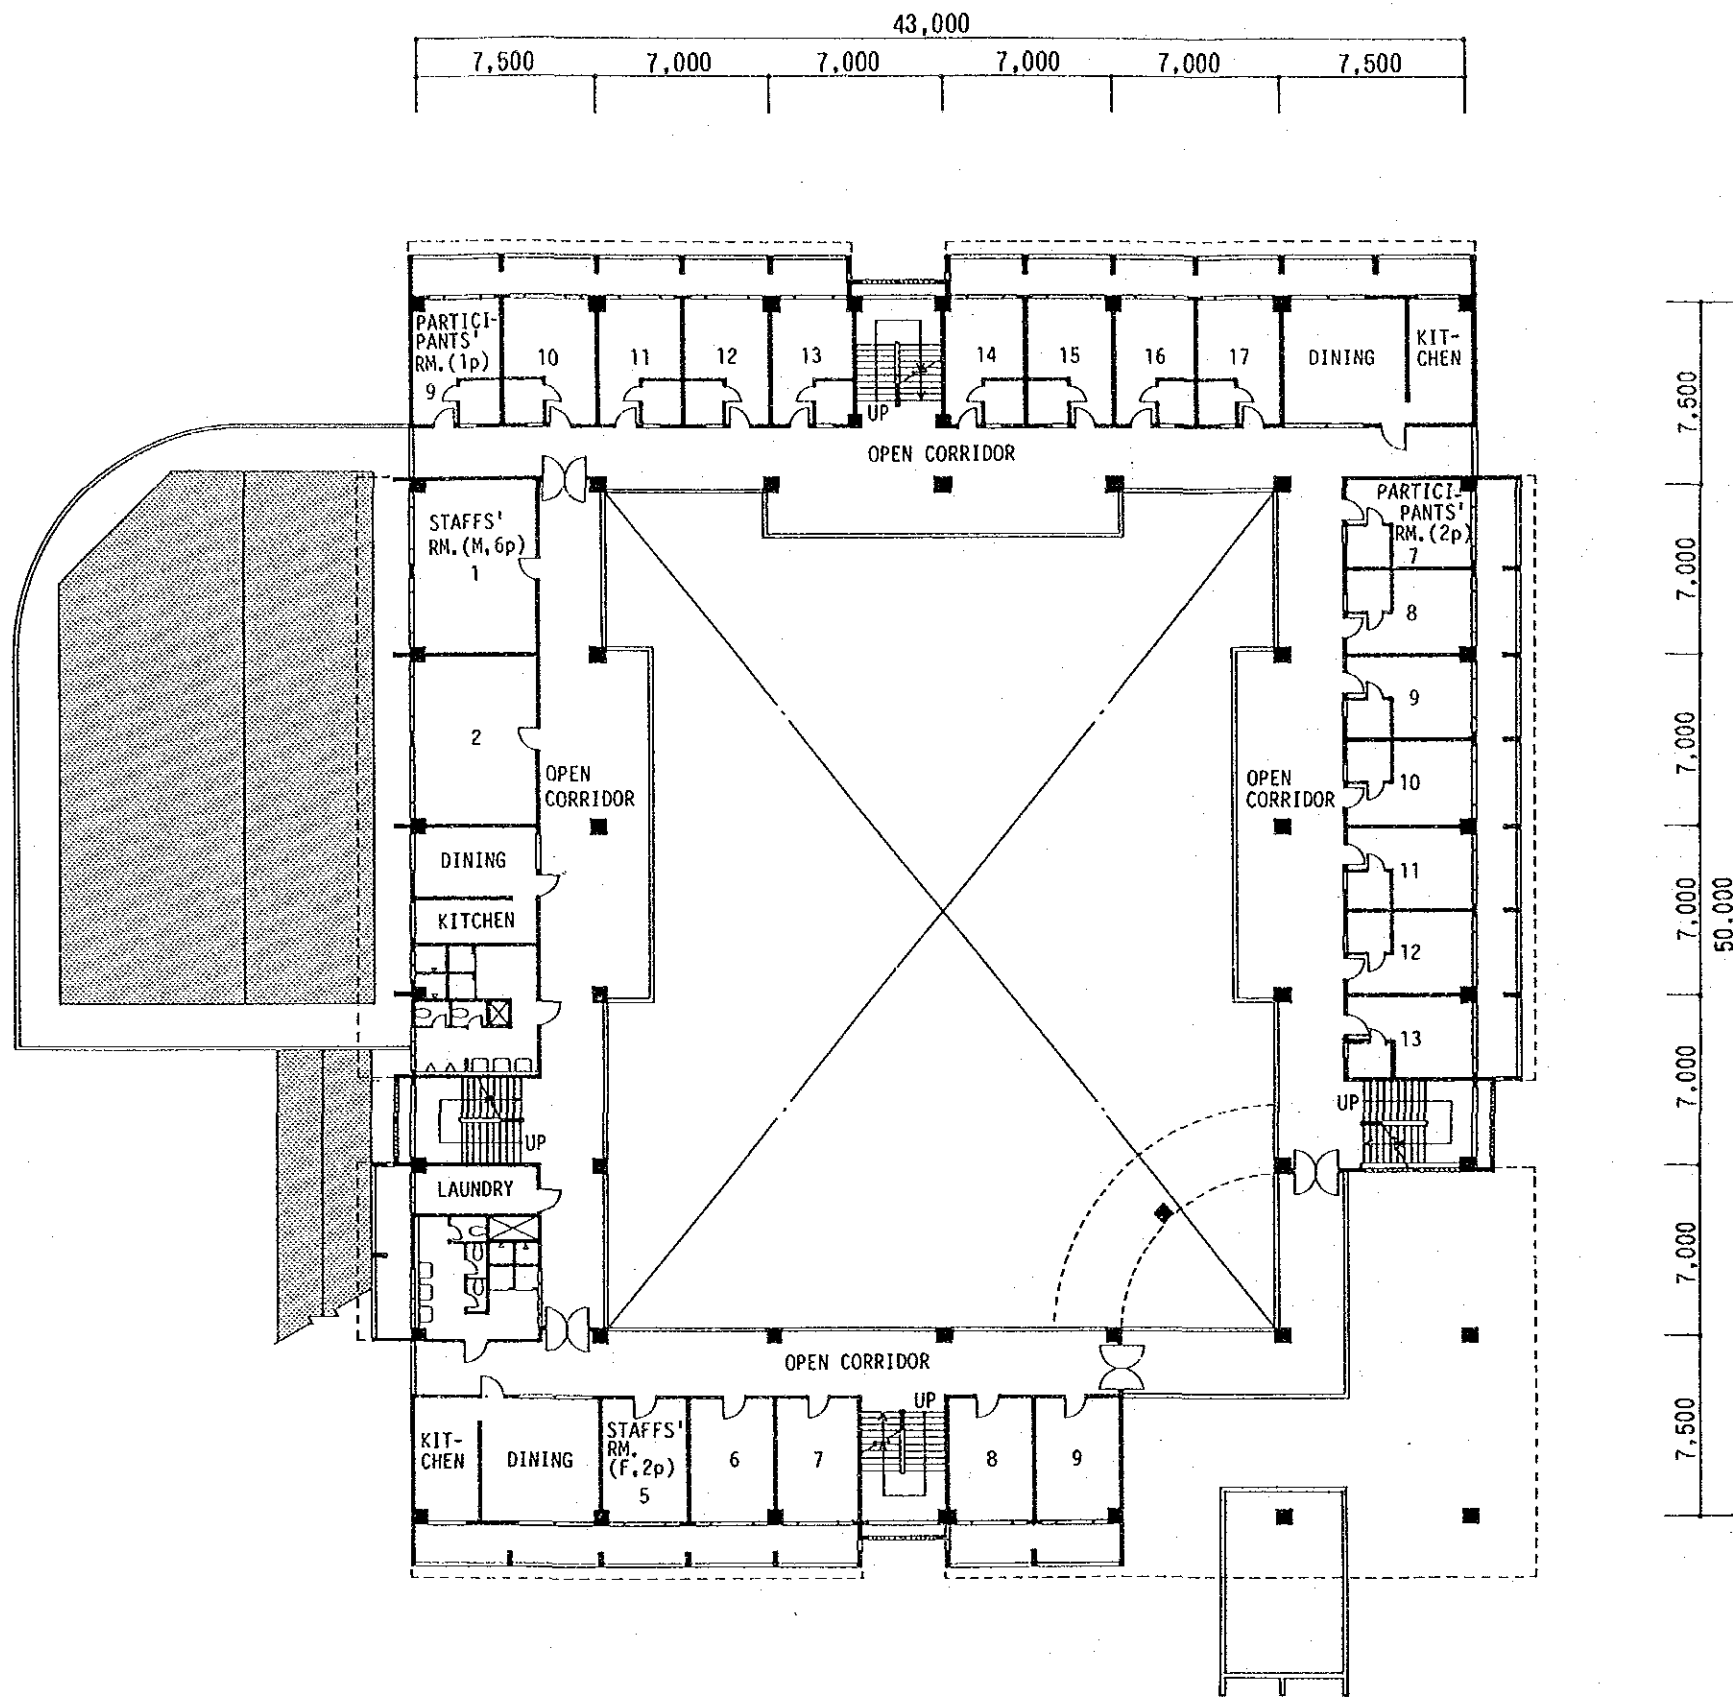 43,000
7,500
7,000
7,000
7,000
7,000
7,500
PARTICI-
PANTS'
RM.(1p)
9
10
11
12
13
UP
14
15
16
17
DINING
KIT-
CHEN
OPEN CORRIDOR
STAFFS'
RM.(M,6p)
1
2
OPEN
CORRIDOR
DINING
KITCHEN
UP
LAUNDRY
PARTICI-
PANTS'
RM.(2p)
7
8
9
10
11
12
13
OPEN
CORRIDOR
UP
OPEN CORRIDOR
KIT-
CHEN
DINING
STAFFS'
RM.
(F,2p)
5
6
7
UP
8
9
7,500
7,000
7,000
7,000
7,000
7,000
7,500
50,000